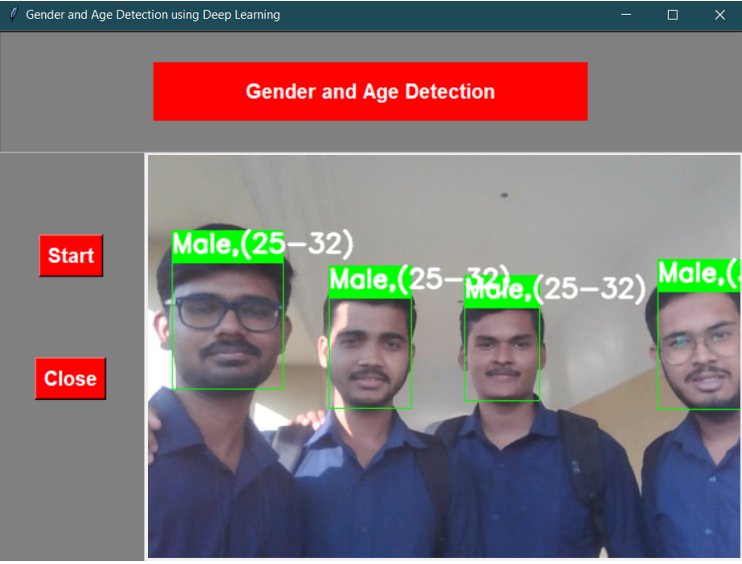 Gender and Age Detection using Deep Learning
Gender and Age Detection
Start
Close
Male,(25-32)
Male,(25-32)
Male,(25-32)
Male,(